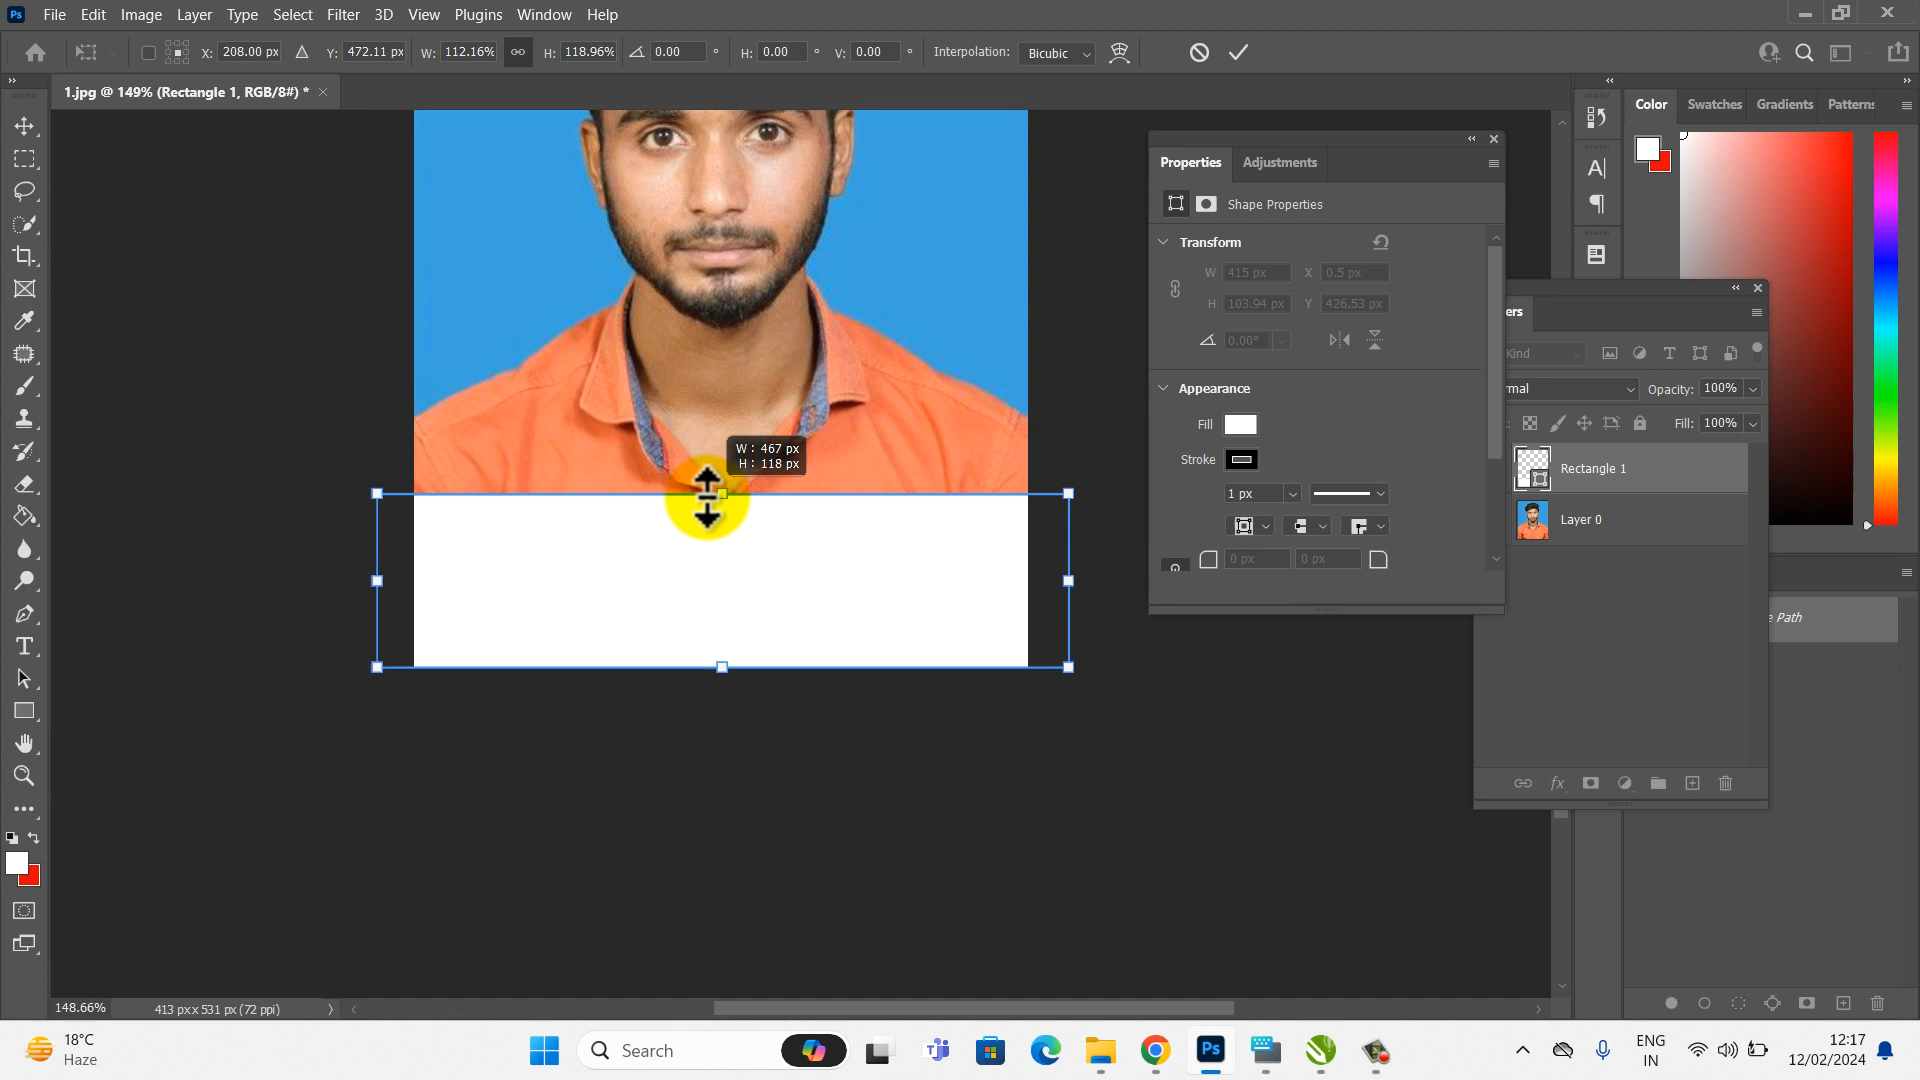 Ps File Edit Image Layer Type Select Filter 3D View Plugins Window Help
X: 208.00 px Y: 472.11 px W: 112.16% H: 118.96% 0.00 ° H: 0.00 ° V: 0.00 ° Interpolation: Bicubic
1.jpg @ 149% (Rectangle 1, RGB/8#) * ×
Color Swatches Gradients Patterns
Properties Adjustments
Shape Properties
Transform
W 415 px X 0.5 px
H 103.94 px Y 426.53 px
0.00°
Appearance
Fill
Stroke
1 px
0 px 0 px
ers
Kind
mal Opacity: 100%
Fill: 100%
Rectangle 1
Layer 0
e Path
fx
W: 467 px
H: 118 px
148.66% 413 px x 531 px (72 ppi)
18°C
Haze
Search
Ps
ENG
IN
12:17
12/02/2024